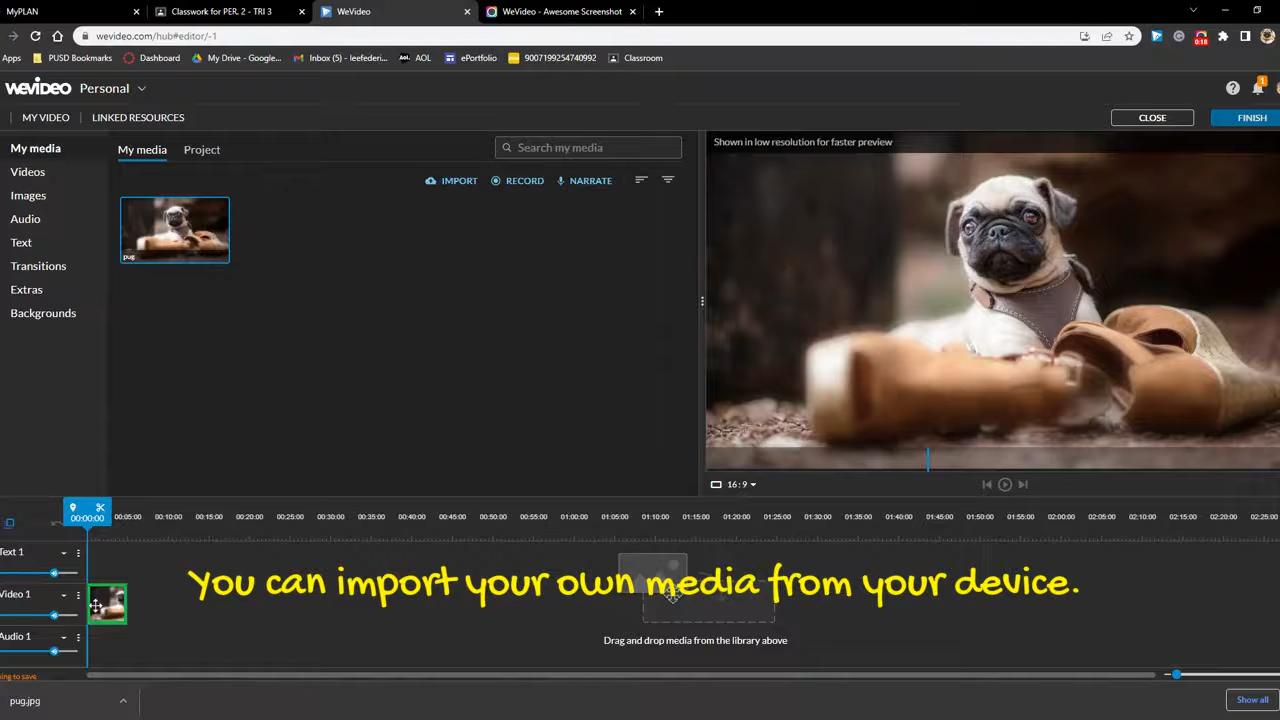 MyPLAN
Classwork for PER. 2 - TRI 3
WeVideo
WeVideo - Awesome Screenshot
wevideo.com/hub#editor/-1
0:18
Apps
PUSD Bookmarks
Dashboard
My Drive - Google...
Inbox (5) - leefederi...
AOL
ePortfolio
9007199254740992
Classroom
WEVIDEO Personal
1
MY VIDEO
LINKED RESOURCES
CLOSE
FINISH
My media
Videos
Images
Audio
Text
Transitions
Extras
Backgrounds
My media
Project
Search my media
IMPORT
RECORD
NARRATE
pug
Shown in low resolution for faster preview
16:9
00:00:00
00:05:00
00:10:00
00:15:00
00:20:00
00:25:00
00:30:00
00:35:00
00:40:00
00:45:00
00:50:00
00:55:00
01:00:00
01:05:00
01:10:00
01:15:00
01:20:00
01:25:00
01:30:00
01:35:00
01:40:00
01:45:00
01:50:00
01:55:00
02:00:00
02:05:00
02:10:00
02:15:00
02:20:00
02:25:00
Text 1
You can import your own media from your device.
Video 1
Audio 1
Drag and drop media from the library above
ning to save
pug.jpg
Show all